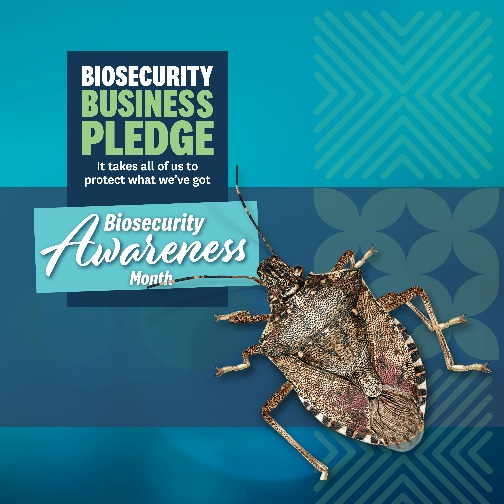 BIOSECURITY
BUSINESS
PLEDGE
It takes all of us to
protect what we've got
Biosecurity
Awareness
Month